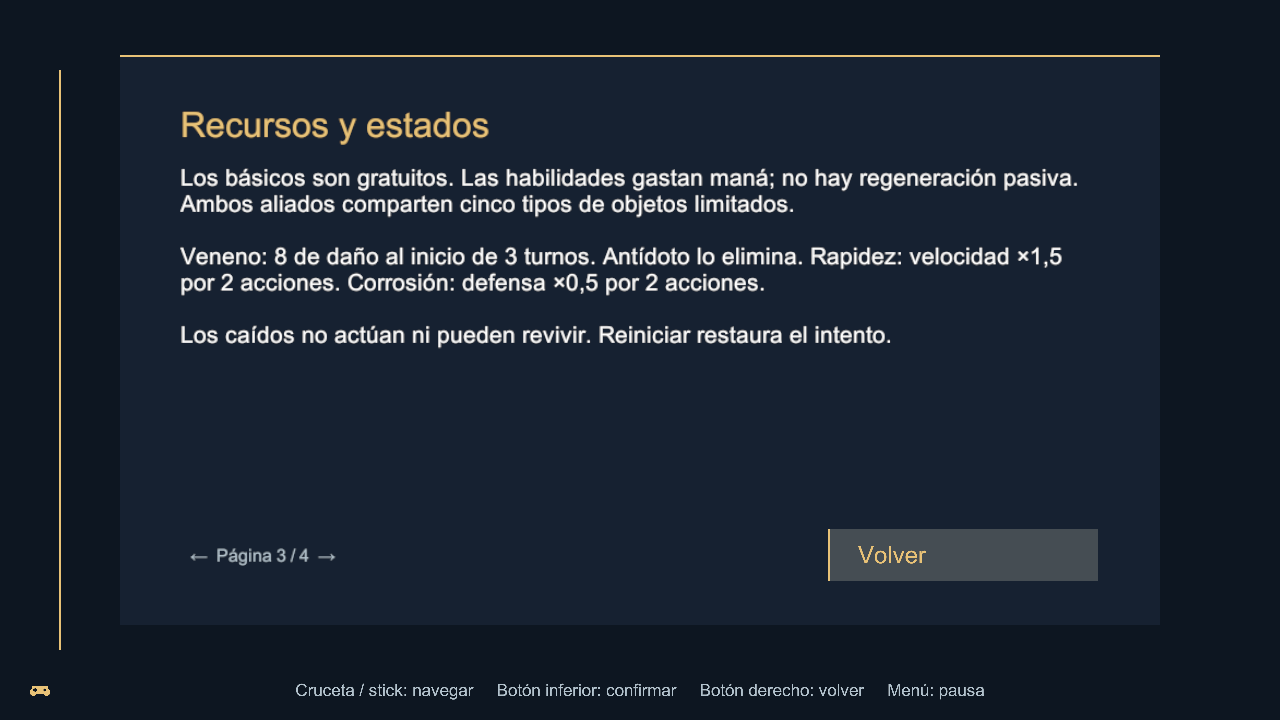 Recursos y estados
Los básicos son gratuitos. Las habilidades gastan maná; no hay regeneración pasiva.
Ambos aliados comparten cinco tipos de objetos limitados.
Veneno: 8 de daño al inicio de 3 turnos. Antídoto lo elimina. Rapidez: velocidad ×1,5
por 2 acciones. Corrosión: defensa ×0,5 por 2 acciones.
Los caídos no actúan ni pueden revivir. Reiniciar restaura el intento.
← Página 3 / 4 →
Volver
Cruceta / stick: navegar Botón inferior: confirmar Botón derecho: volver Menú: pausa